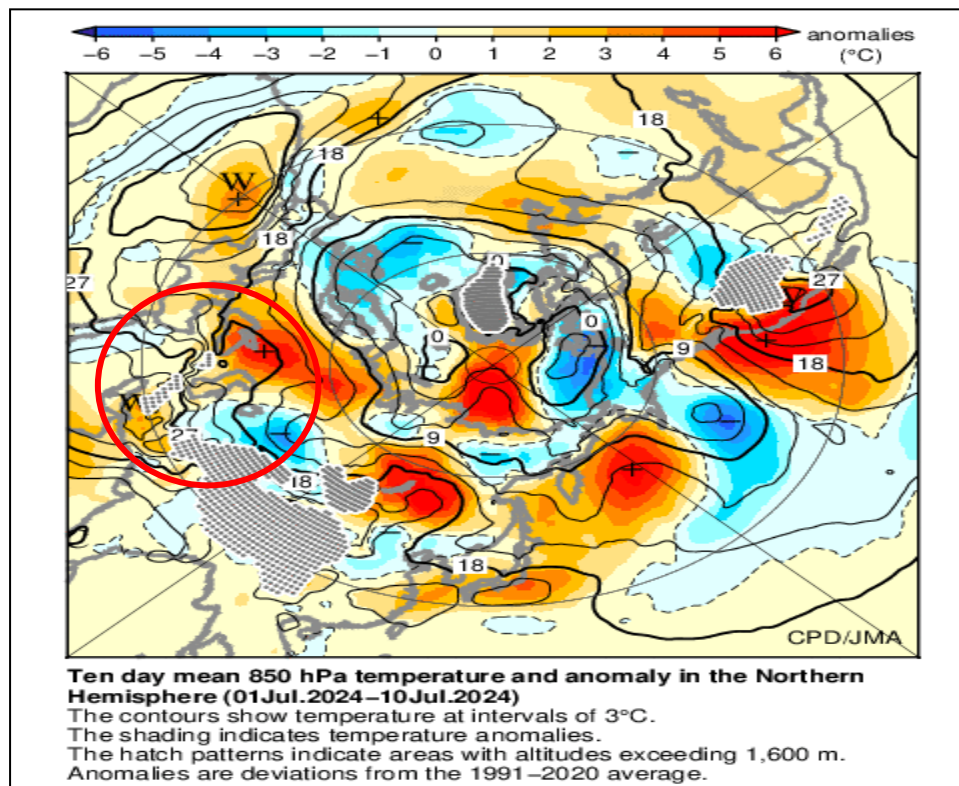 −6 −5 −4 −3 −2 −1 0 1 2 3 4 5 6 anomalies
(°C)
18
18
W
18
27
0
27
0
0
9
18
9
18
18
CPD/JMA
Ten day mean 850 hPa temperature and anomaly in the Northern
Hemisphere (01Jul.2024−10Jul.2024)
The contours show temperature at intervals of 3°C.
The shading indicates temperature anomalies.
The hatch patterns indicate areas with altitudes exceeding 1,600 m.
Anomalies are deviations from the 1991−2020 average.